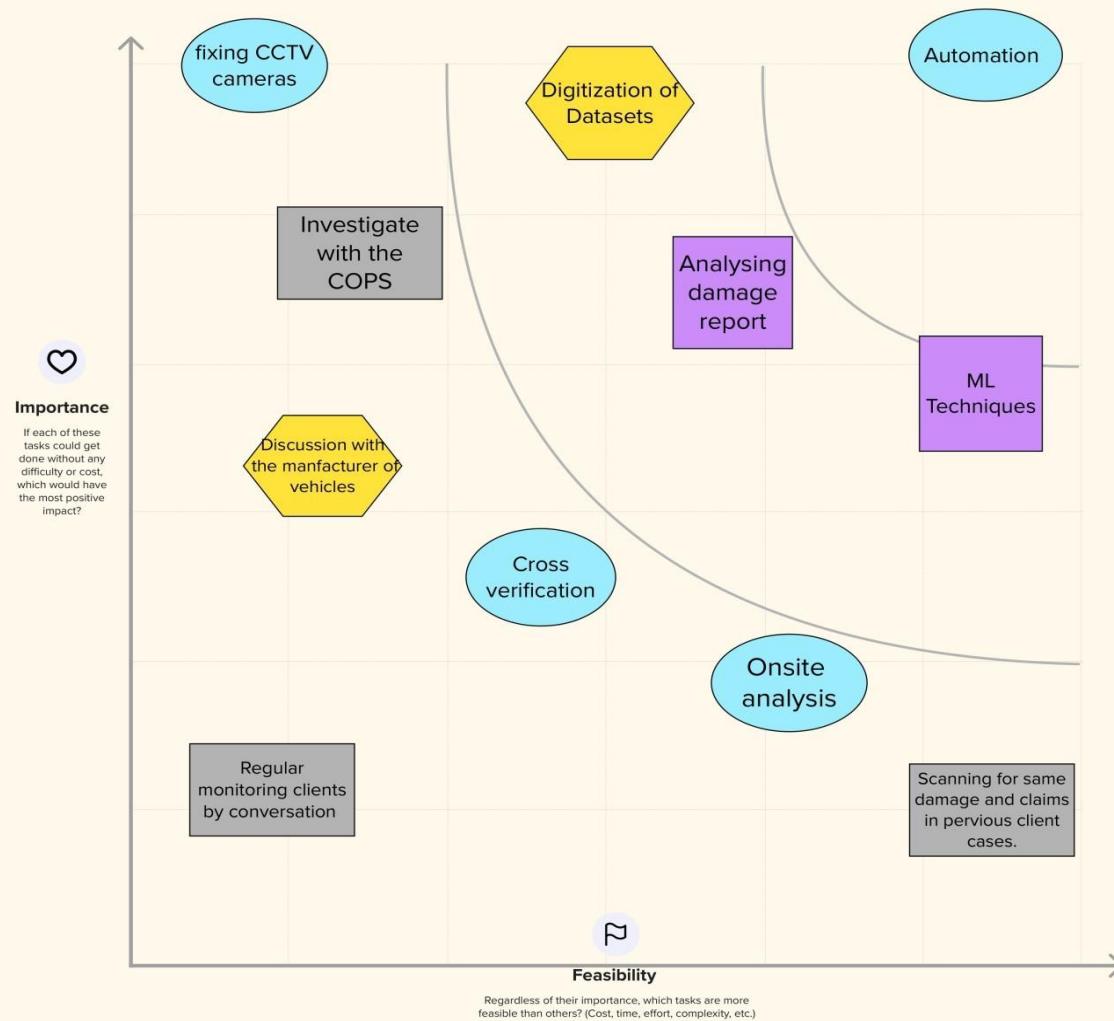 fixing CCTV
cameras
Digitization of
Datasets
Automation
Investigate
with the
COPS
Analysing
damage
report
ML
Techniques
Importance
If each of these
tasks could get
done without any
difficulty or cost,
which would have
the most positive
impact?
Discussion with
the manfacturer of
vehicles
Cross
verification
Onsite
analysis
Regular
monitoring clients
by conversation
Scanning for same
damage and claims
in pervious client
cases.
Feasibility
Regardless of their importance, which tasks are more
feasible than others? (Cost, time, effort, complexity, etc.)